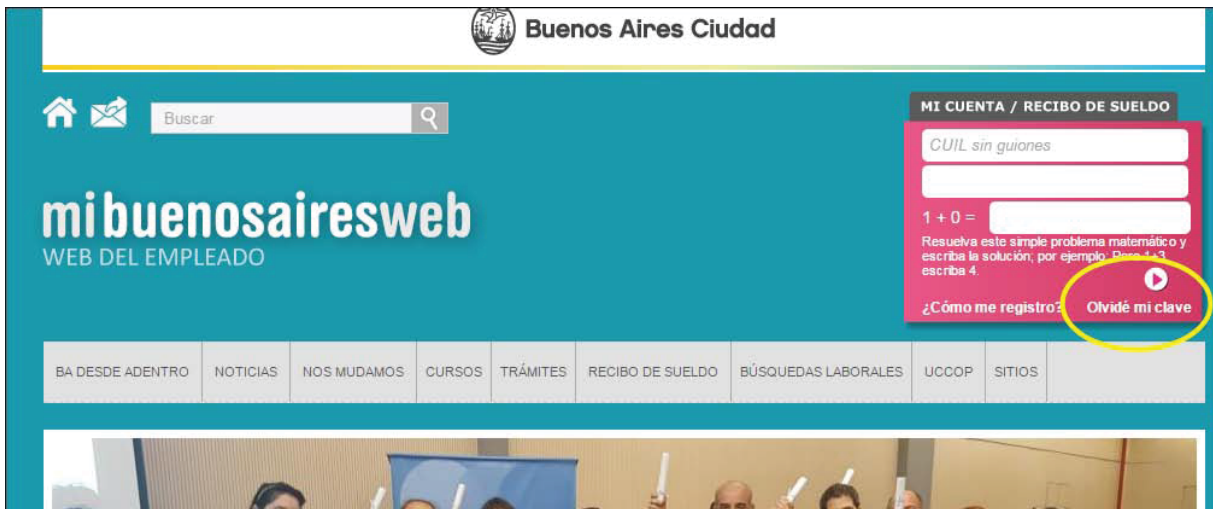 Buenos Aires Ciudad
Buscar
MI CUENTA / RECIBO DE SUELDO
CUIL sin guiones
1 + 0 =
Resuelva este simple problema matemático y
escriba la solución; por ejemplo: Para 1+3,
escriba 4.
¿Cómo me registro?
Olvidé mi clave
mibuenosairesweb
WEB DEL EMPLEADO
BA DESDE ADENTRO
NOTICIAS
NOS MUDAMOS
CURSOS
TRÁMITES
RECIBO DE SUELDO
BÚSQUEDAS LABORALES
UCCOP
SITIOS